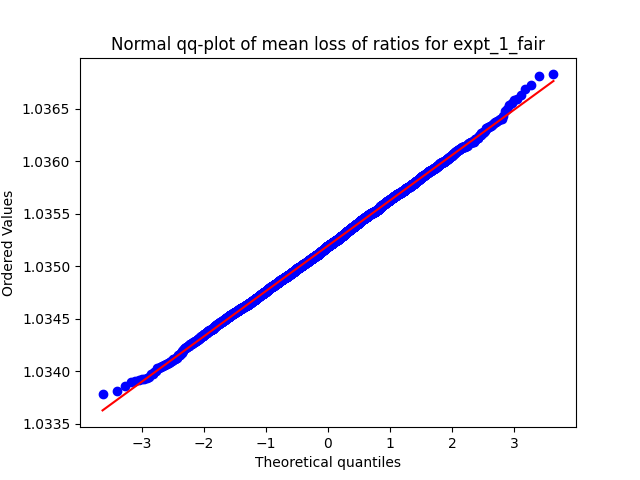 Normal qq-plot of mean loss of ratios for expt_1_fair
Ordered Values
1.0365
1.0360
1.0355
1.0350
1.0345
1.0340
1.0335
−3 −2 −1 0 1 2 3
Theoretical quantiles